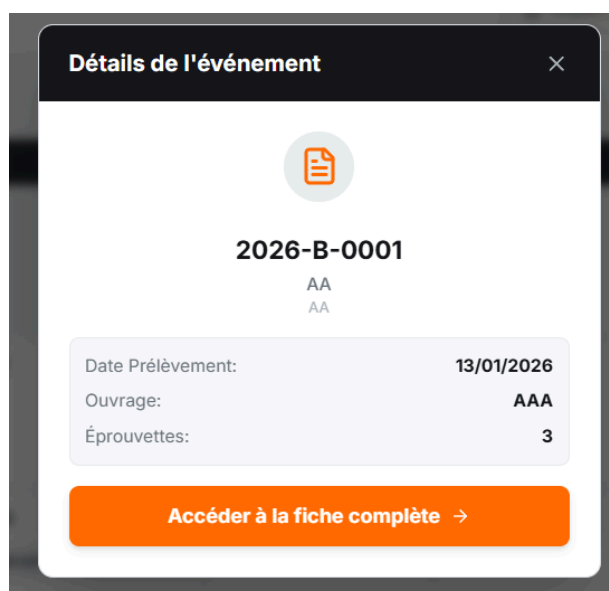 Détails de l'événement
2026-B-0001
AA
AA
Date Prélèvement: 13/01/2026
Ouvrage: AAA
Éprouvettes: 3
Accéder à la fiche complète →